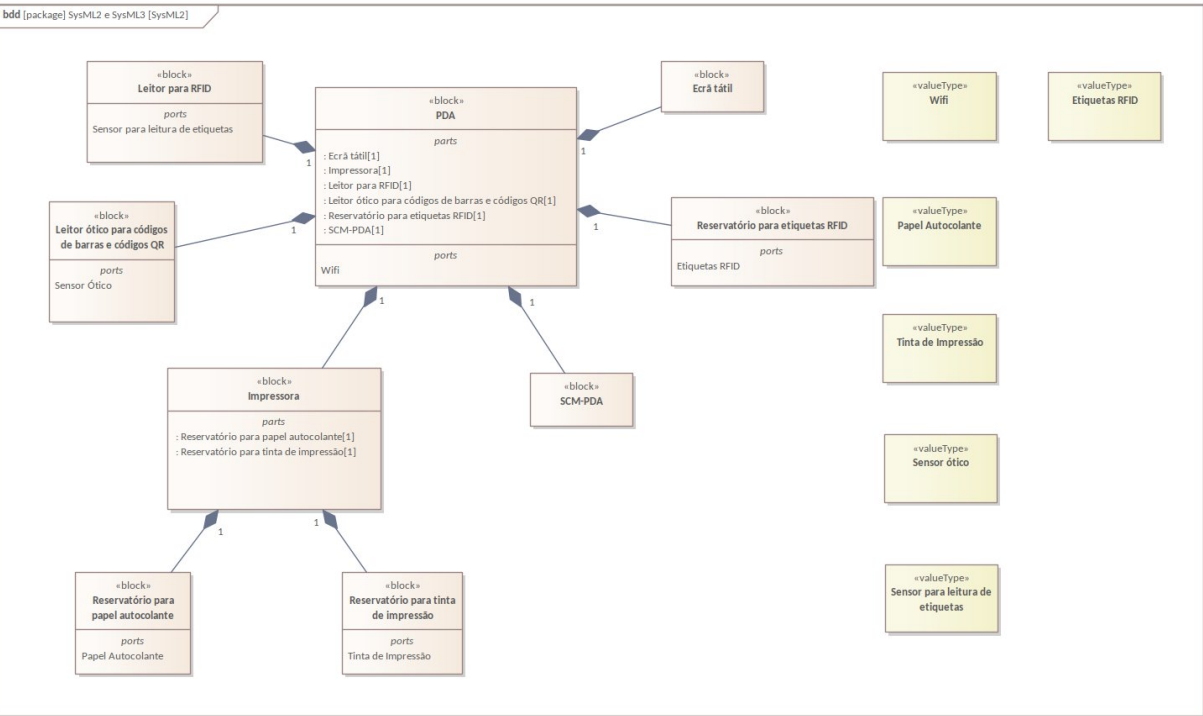 bdd [package] SysML2 e SysML3 [SysML2]
«block»
Leitor para RFID
ports
Sensor para leitura de etiquetas
1
«block»
Leitor ótico para códigos
de barras e códigos QR
ports
Sensor Ótico
1
«block»
PDA
parts
: Ecrã tátil[1]
: Impressora[1]
: Leitor para RFID[1]
: Leitor ótico para códigos de barras e códigos QR[1]
: Reservatório para etiquetas RFID[1]
: SCM-PDA[1]
ports
Wifi
«block»
Ecrã tátil
1
«block»
Reservatório para etiquetas RFID
ports
Etiquetas RFID
1
1
1
«block»
Impressora
parts
: Reservatório para papel autocolante[1]
: Reservatório para tinta de impressão[1]
«block»
SCM-PDA
1
1
«block»
Reservatório para
papel autocolante
ports
Papel Autocolante
«block»
Reservatório para tinta
de impressão
ports
Tinta de Impressão
«valueType»
Wifi
«valueType»
Etiquetas RFID
«valueType»
Papel Autocolante
«valueType»
Tinta de Impressão
«valueType»
Sensor ótico
«valueType»
Sensor para leitura de
etiquetas